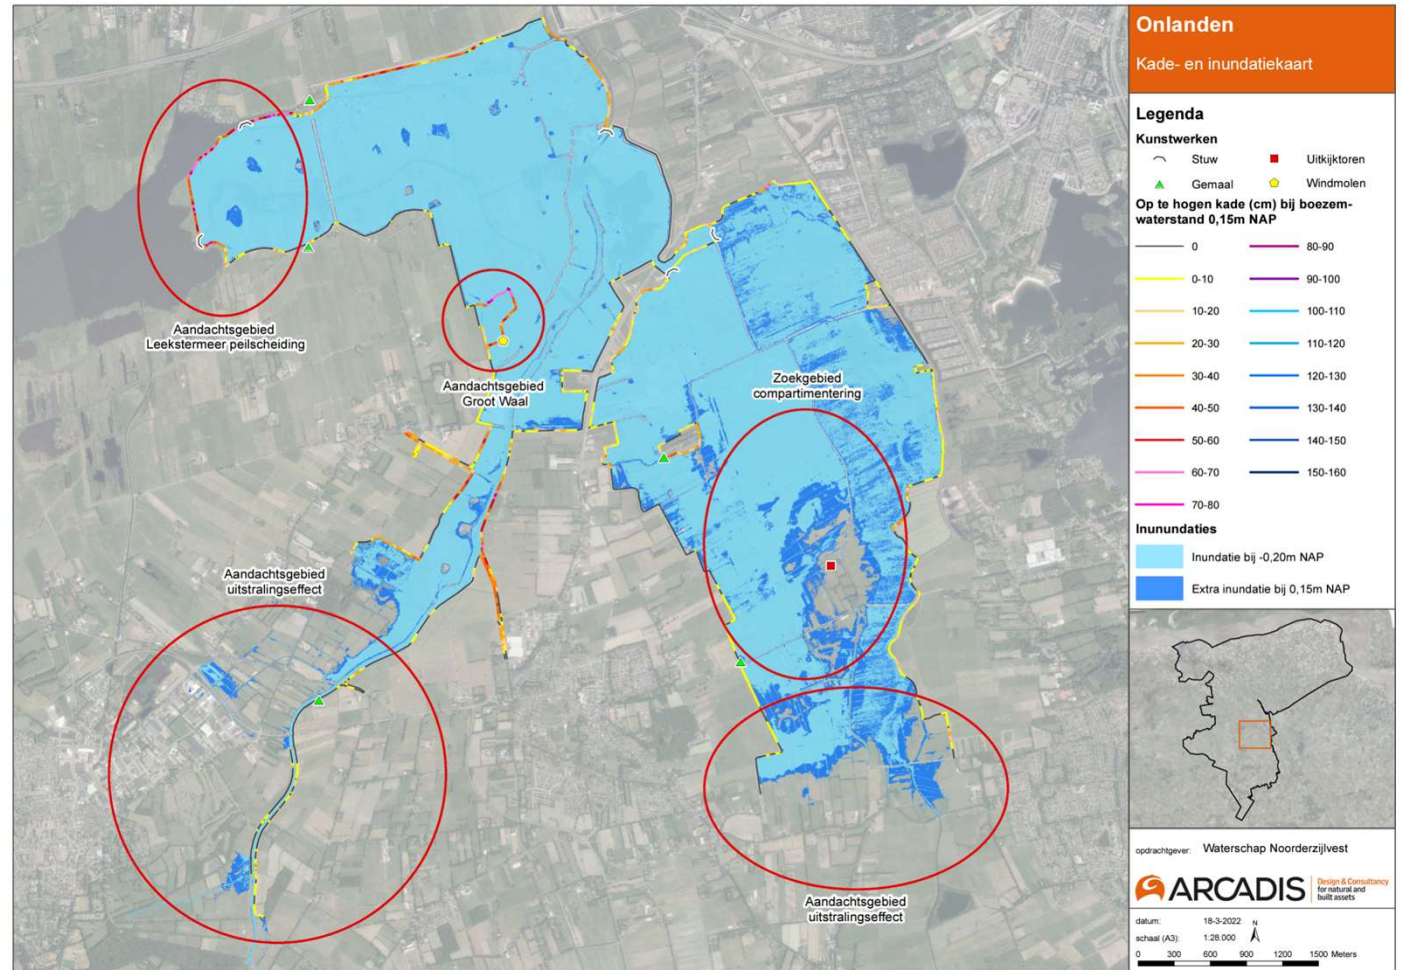 Aandachtsgebied
Leekstermeer peilscheiding
Aandachtsgebied
Groot Waal
Zoekgebied
compartimentering
Aandachtsgebied
uitstralingseffect
Aandachtsgebied
uitstralingseffect
Onlanden
Kade- en inundatiekaart
Legenda
Kunstwerken
Stuw
Uitkijktoren
Gemaal
Windmolen
Op te hogen kade (cm) bij boezem-
waterstand 0,15m NAP
0
80-90
0-10
90-100
10-20
100-110
20-30
110-120
30-40
120-130
40-50
130-140
50-60
140-150
60-70
150-160
70-80
Inunundaties
Inundatie bij -0,20m NAP
Extra inundatie bij 0,15m NAP
opdrachtgever: Waterschap Noorderzijlvest
ARCADIS
Design & Consultancy
for natural and
built assets
datum: 18-3-2022 N
schaal (A3): 1:28.000
0 300 600 900 1200 1500 Meters